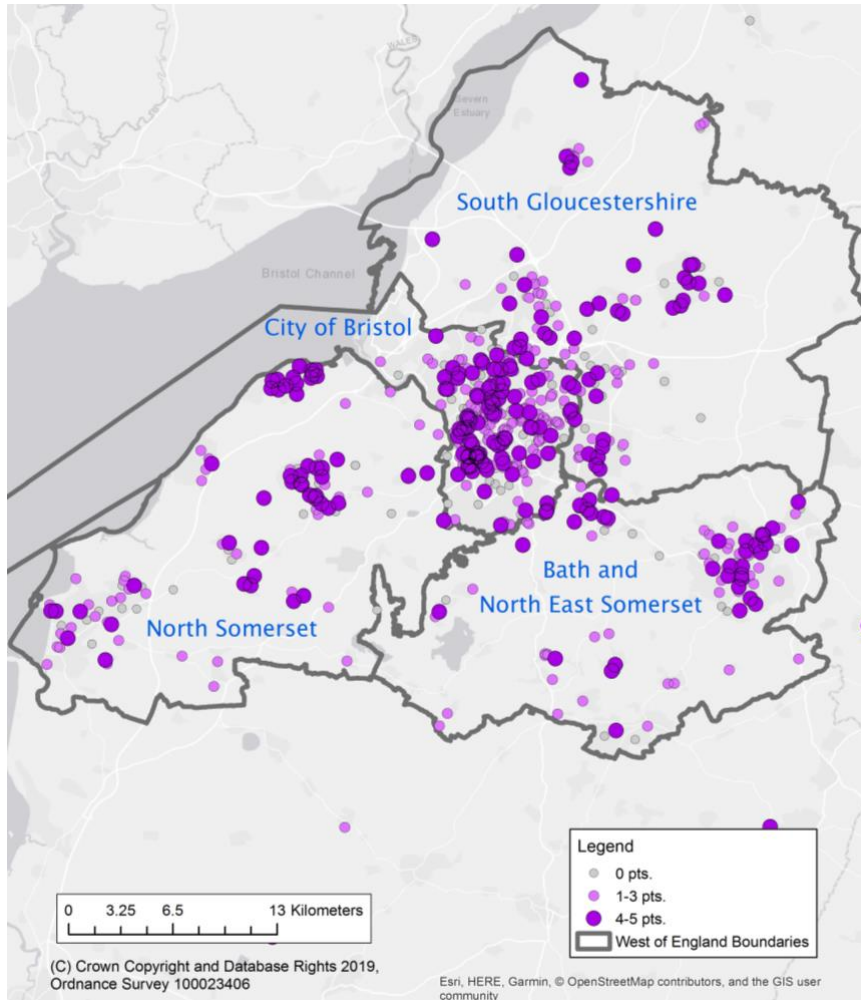 WALES
Severn
Estuary
South Gloucestershire
Bristol Channel
City of Bristol
Bath and
North East Somerset
North Somerset
Legend
0 pts.
1-3 pts.
4-5 pts.
West of England Boundaries
0 3.25 6.5 13 Kilometers
(C) Crown Copyright and Database Rights 2019,
Ordnance Survey 100023406
Esri, HERE, Garmin, © OpenStreetMap contributors, and the GIS user
community